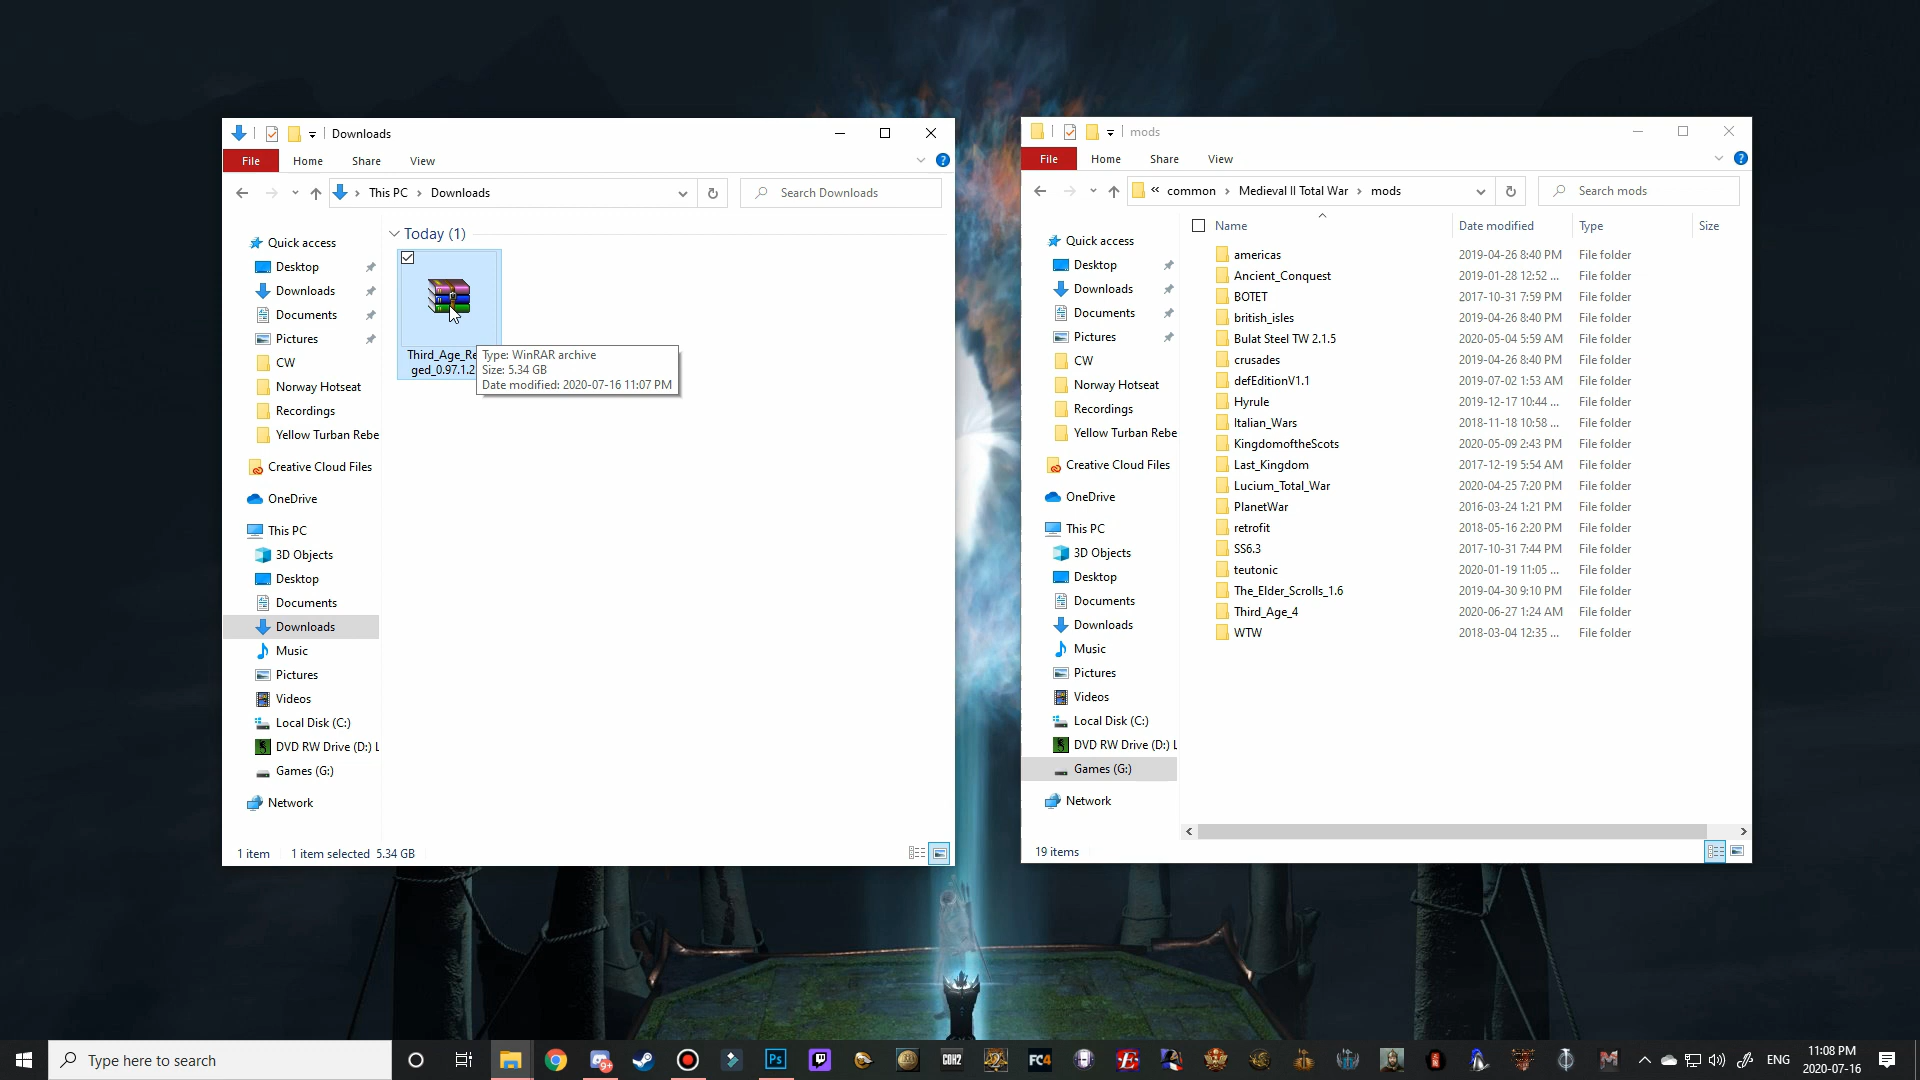 Downloads
File Home Share View
This PC > Downloads
Search Downloads
Quick access
Desktop
Downloads
Documents
Pictures
CW
Norway Hotseat
Recordings
Yellow Turban Rebe
Creative Cloud Files
OneDrive
This PC
3D Objects
Desktop
Documents
Downloads
Music
Pictures
Videos
Local Disk (C:)
DVD RW Drive (D:) L
Games (G:)
Network
Today (1)
Third_Age_Re
ged_0.97.1.2
Type: WinRAR archive
Size: 5.34 GB
Date modified: 2020-07-16 11:07 PM
1 item 1 item selected 5.34 GB
mods
File Home Share View
« common > Medieval II Total War > mods
Search mods
Quick access
Desktop
Downloads
Documents
Pictures
CW
Norway Hotseat
Recordings
Yellow Turban Rebe
Creative Cloud Files
OneDrive
This PC
3D Objects
Desktop
Documents
Downloads
Music
Pictures
Videos
Local Disk (C:)
DVD RW Drive (D:) L
Games (G:)
Network
Name Date modified Type Size
americas 2019-04-26 8:40 PM File folder
Ancient_Conquest 2019-01-28 12:52 ... File folder
BOTET 2017-10-31 7:59 PM File folder
british_isles 2019-04-26 8:40 PM File folder
Bulat Steel TW 2.1.5 2020-05-04 5:59 AM File folder
crusades 2019-04-26 8:40 PM File folder
defEditionV1.1 2019-07-02 1:53 AM File folder
Hyrule 2019-12-17 10:44 ... File folder
Italian_Wars 2018-11-18 10:58 ... File folder
KingdomoftheScots 2020-05-09 2:43 PM File folder
Last_Kingdom 2017-12-19 5:54 AM File folder
Lucium_Total_War 2020-04-25 7:20 PM File folder
PlanetWar 2016-03-24 1:21 PM File folder
retrofit 2018-05-16 2:20 PM File folder
SS6.3 2017-10-31 7:44 PM File folder
teutonic 2020-01-19 11:05 ... File folder
The_Elder_Scrolls_1.6 2019-04-30 9:10 PM File folder
Third_Age_4 2020-06-27 1:24 AM File folder
WTW 2018-03-04 12:35 ... File folder
19 items
Type here to search
Ps
COH2
FC4
ENG
11:08 PM
2020-07-16